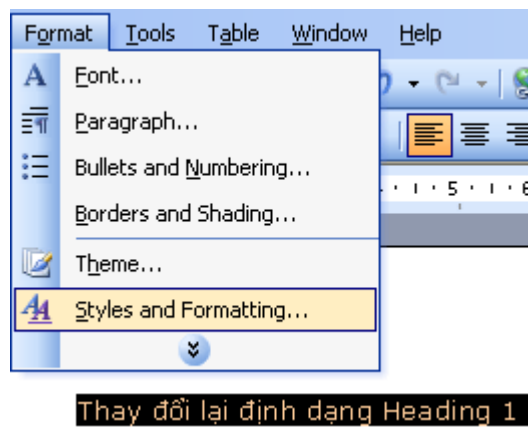 Format Tools Table Window Help
Font...
Paragraph...
Bullets and Numbering...
5
Borders and Shading...
Theme...
Styles and Formatting...
Thay đổi lại định dạng Heading 1